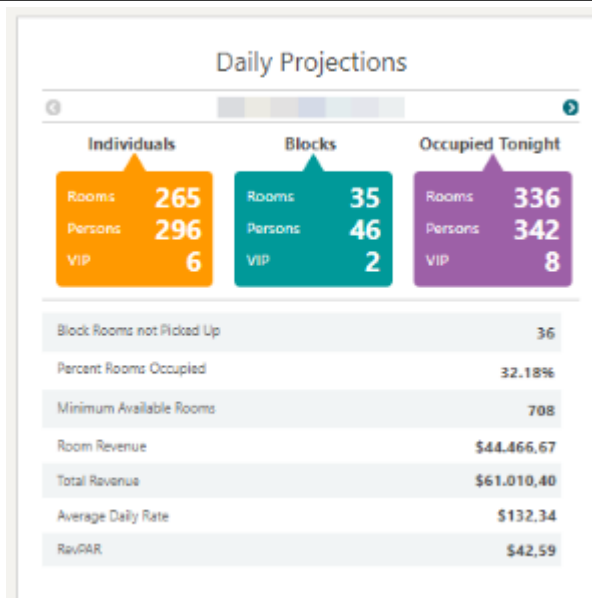 Daily Projections
Individuals Blocks Occupied Tonight
Rooms 265 Rooms 35 Rooms 336
Persons 296 Persons 46 Persons 342
VIP 6 VIP 2 VIP 8
Block Rooms not Picked Up 36
Percent Rooms Occupied 32.18%
Minimum Available Rooms 708
Room Revenue $44.466,67
Total Revenue $61.010,40
Average Daily Rate $132,34
RevPAR $42,59